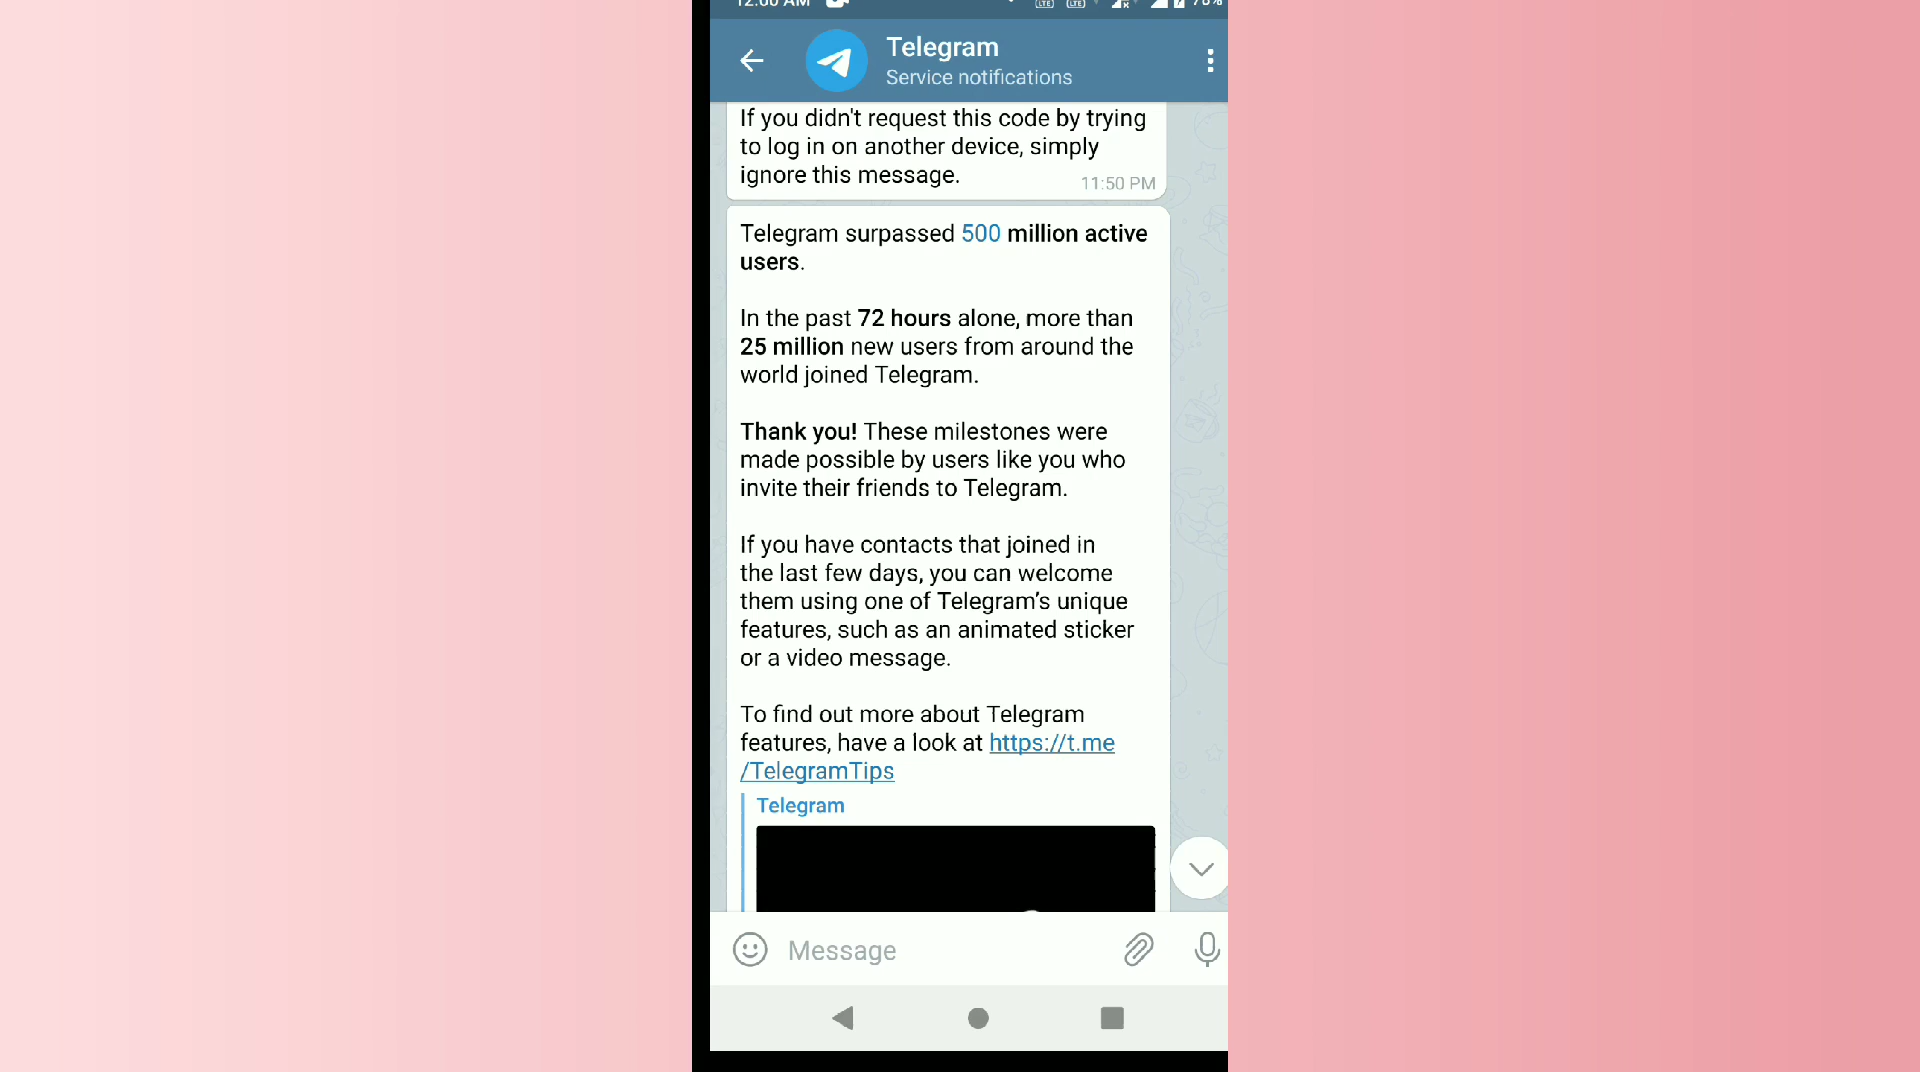 12:00 AM
Telegram
Service notifications
If you didn't request this code by trying
to log in on another device, simply
ignore this message.
11:50 PM
Telegram surpassed 500 million active
users.
In the past 72 hours alone, more than
25 million new users from around the
world joined Telegram.
Thank you! These milestones were
made possible by users like you who
invite their friends to Telegram.
If you have contacts that joined in
the last few days, you can welcome
them using one of Telegram’s unique
features, such as an animated sticker
or a video message.
To find out more about Telegram
features, have a look at https://t.me
/TelegramTips
Telegram
Message